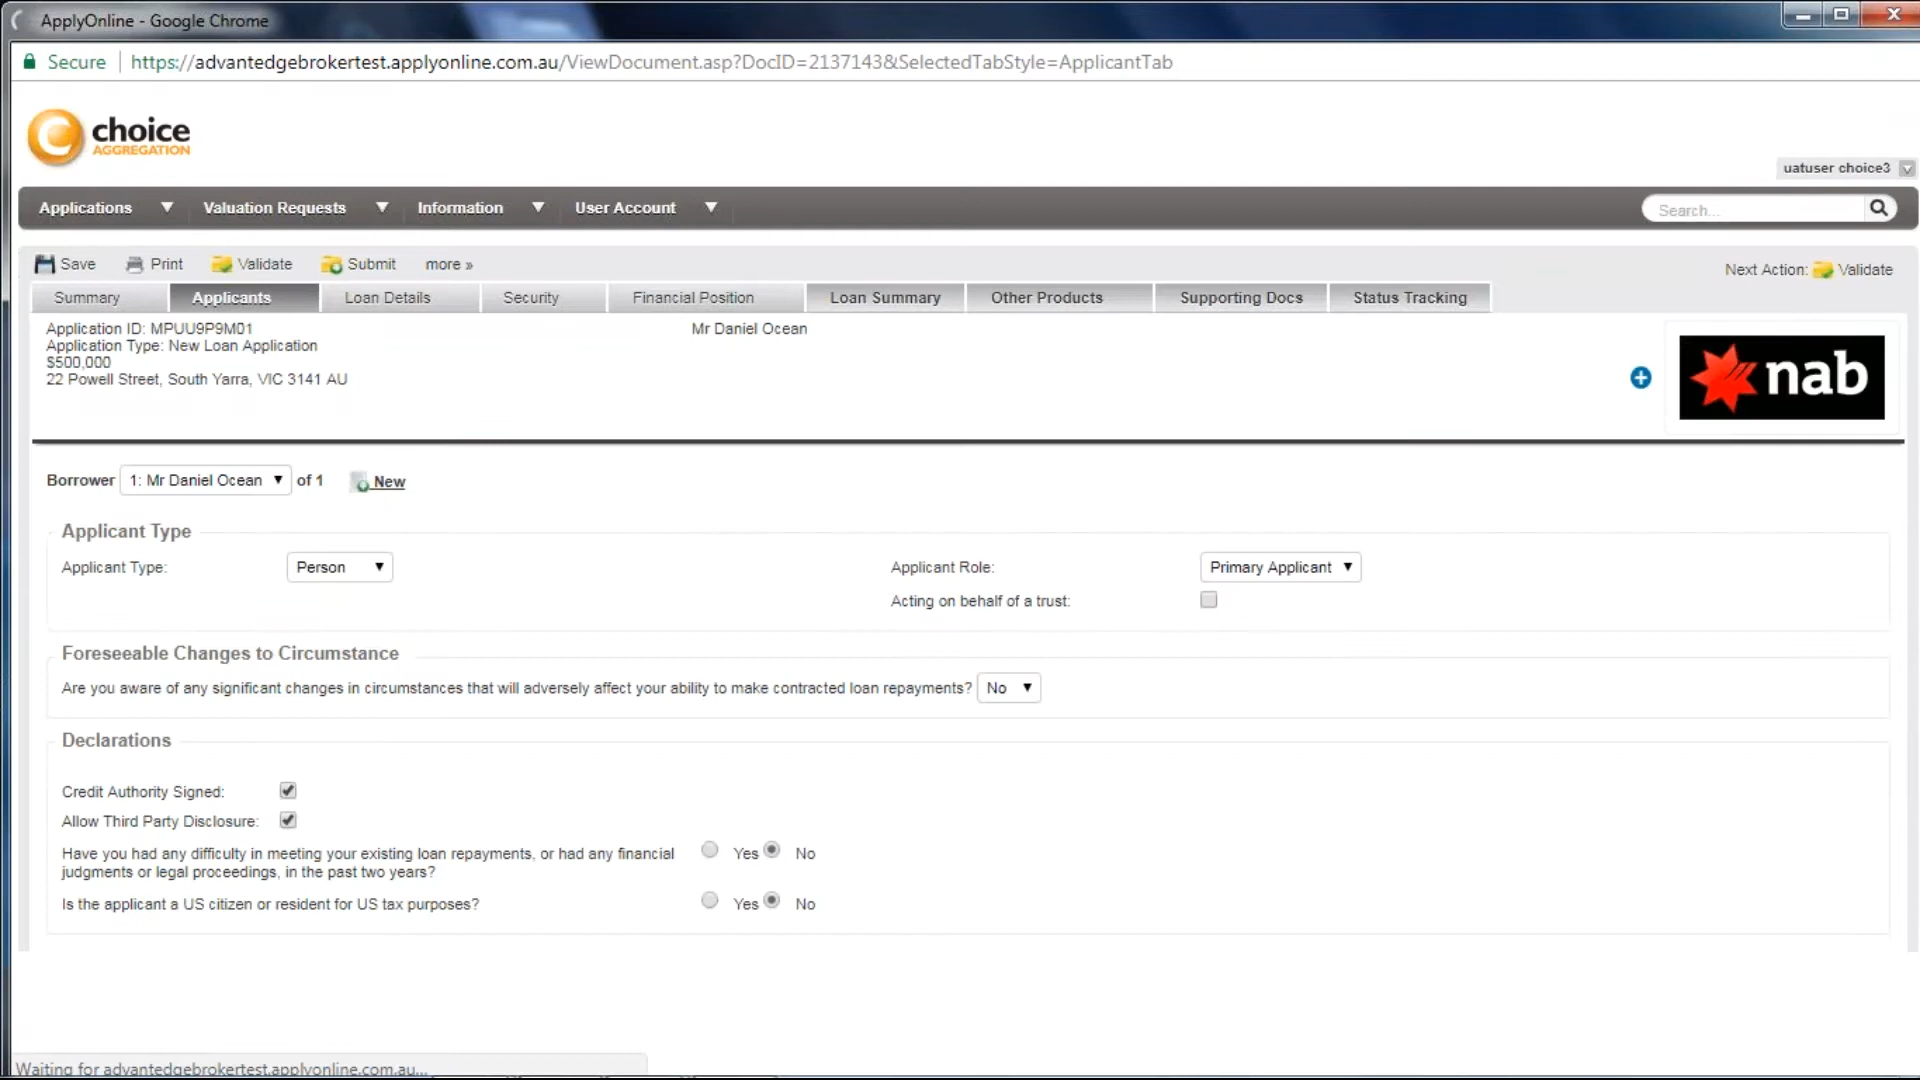 ApplyOnline - Google Chrome
Secure https://advantedgebrokertest.applyonline.com.au/ViewDocument.asp?DocID=2137143&SelectedTabStyle=ApplicantTab
choice
AGGREGATION
uatuser choice3
Applications Valuation Requests Information User Account Search...
Save Print Validate Submit more » Next Action: Validate
Summary Applicants Loan Details Security Financial Position Loan Summary Other Products Supporting Docs Status Tracking
Application ID: MPUU9P9M01 Mr Daniel Ocean
Application Type: New Loan Application
$500,000
22 Powell Street, South Yarra, VIC 3141 AU
nab
Borrower 1: Mr Daniel Ocean of 1 New
Applicant Type
Applicant Type: Person Applicant Role: Primary Applicant
Acting on behalf of a trust:
Foreseeable Changes to Circumstance
Are you aware of any significant changes in circumstances that will adversely affect your ability to make contracted loan repayments? No
Declarations
Credit Authority Signed:
Allow Third Party Disclosure:
Have you had any difficulty in meeting your existing loan repayments, or had any financial Yes No
judgments or legal proceedings, in the past two years?
Is the applicant a US citizen or resident for US tax purposes? Yes No
Waiting for advantedgebrokertest.applyonline.com.au...